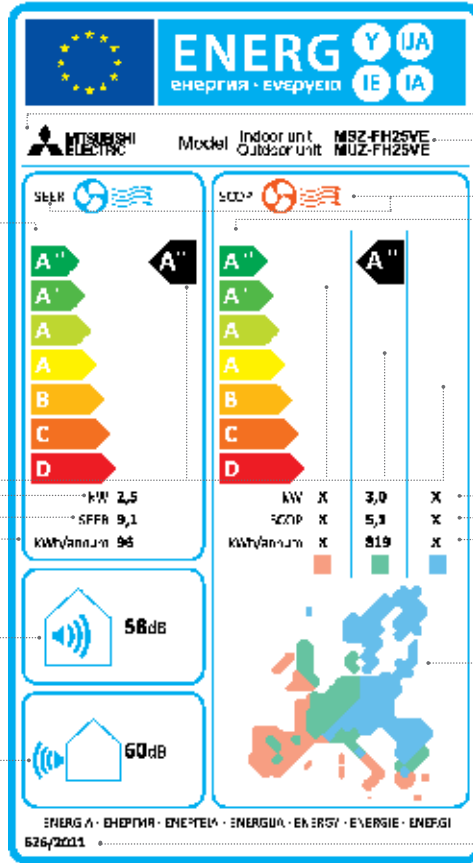 ENERG Y IJA
енергия · ενεργεια IE IA
MITSUBISHI
ELECTRIC
Model
Indoor unit MSZ-FH25VE
Outdoor unit MUZ-FH25VE
SEER
SCOP
A A
A A
A
A
A
A
A
A
B
B
C
C
D
D
kW 2,5
kW X 3,0 X
SEER 9,1
SCOP X 5,1 X
kWh/annum 96
kWh/annum X 819 X
58dB
60dB
ENERGIA · ЕНЕРГИЯ · ΕΝΕΡΓΕΙΑ · ENERGIJA · ENERGY · ENERGIE · ENERGI
626/2011